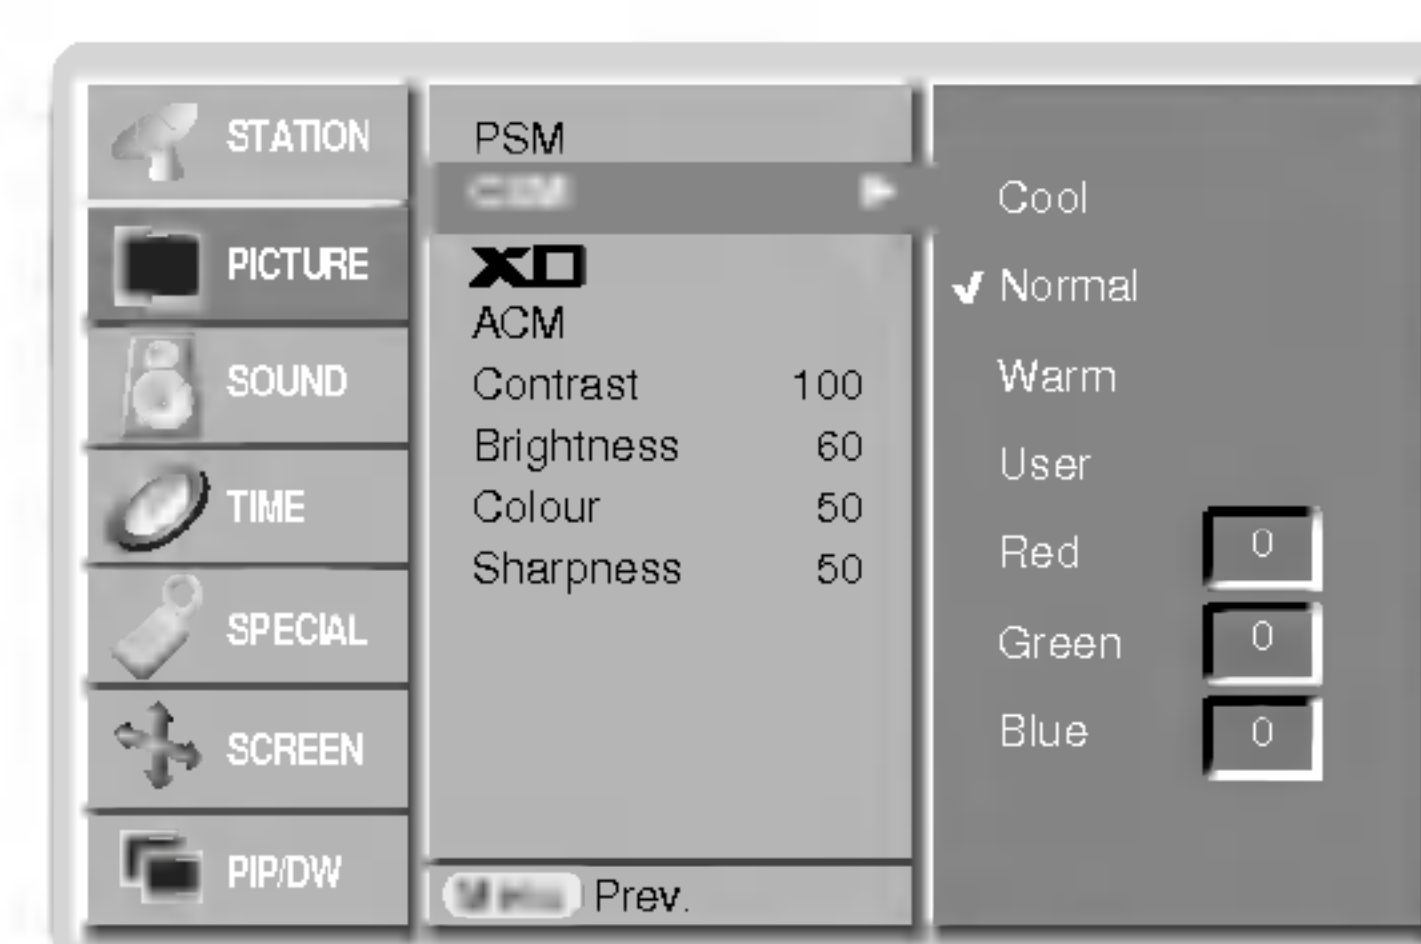 STATION
PICTURE
SOUND
TIME
SPECIAL
SCREEN
PIP/DW
PSM
XD
ACM
Contrast 100
Brightness 60
Colour 50
Sharpness 50
Prev.
Cool
Normal
Warm
User
Red 0
Green 0
Blue 0